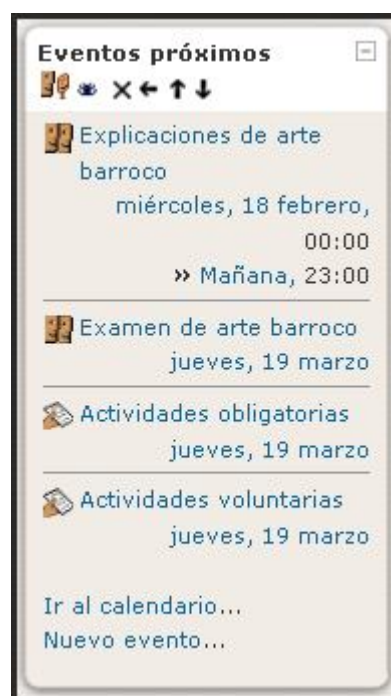 Eventos próximos
Explicaciones de arte
barroco
miércoles, 18 febrero,
00:00
» Mañana, 23:00
Examen de arte barroco
jueves, 19 marzo
Actividades obligatorias
jueves, 19 marzo
Actividades voluntarias
jueves, 19 marzo
Ir al calendario...
Nuevo evento...